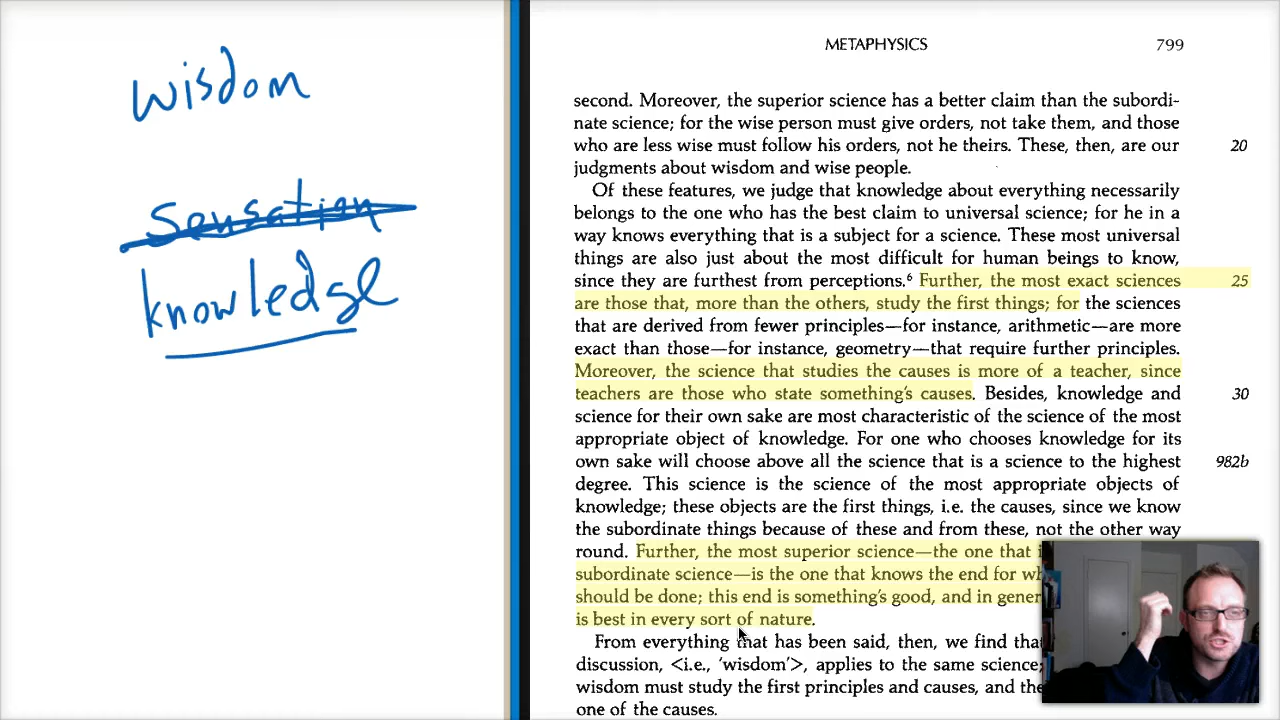 wisdom
sensation
knowledge
METAPHYSICS 799
second. Moreover, the superior science has a better claim than the subordi-
nate science; for the wise person must give orders, not take them, and those
who are less wise must follow his orders, not he theirs. These, then, are our 20
judgments about wisdom and wise people.
Of these features, we judge that knowledge about everything necessarily
belongs to the one who has the best claim to universal science; for he in a
way knows everything that is a subject for a science. These most universal
things are also just about the most difficult for human beings to know,
since they are furthest from perceptions.⁶ Further, the most exact sciences 25
are those that, more than the others, study the first things; for the sciences
that are derived from fewer principles—for instance, arithmetic—are more
exact than those—for instance, geometry—that require further principles.
Moreover, the science that studies the causes is more of a teacher, since
teachers are those who state something's causes. Besides, knowledge and 30
science for their own sake are most characteristic of the science of the most
appropriate object of knowledge. For one who chooses knowledge for its
own sake will choose above all the science that is a science to the highest 982b
degree. This science is the science of the most appropriate objects of
knowledge; these objects are the first things, i.e. the causes, since we know
the subordinate things because of these and from these, not the other way
round. Further, the most superior science—the one that
subordinate science—is the one that knows the end for
should be done; this end is something's good, and in
is best in every sort of nature.
From everything that has been said, then, we find
discussion, <i.e., 'wisdom'>, applies to the same science;
wisdom must study the first principles and causes, and
one of the causes.